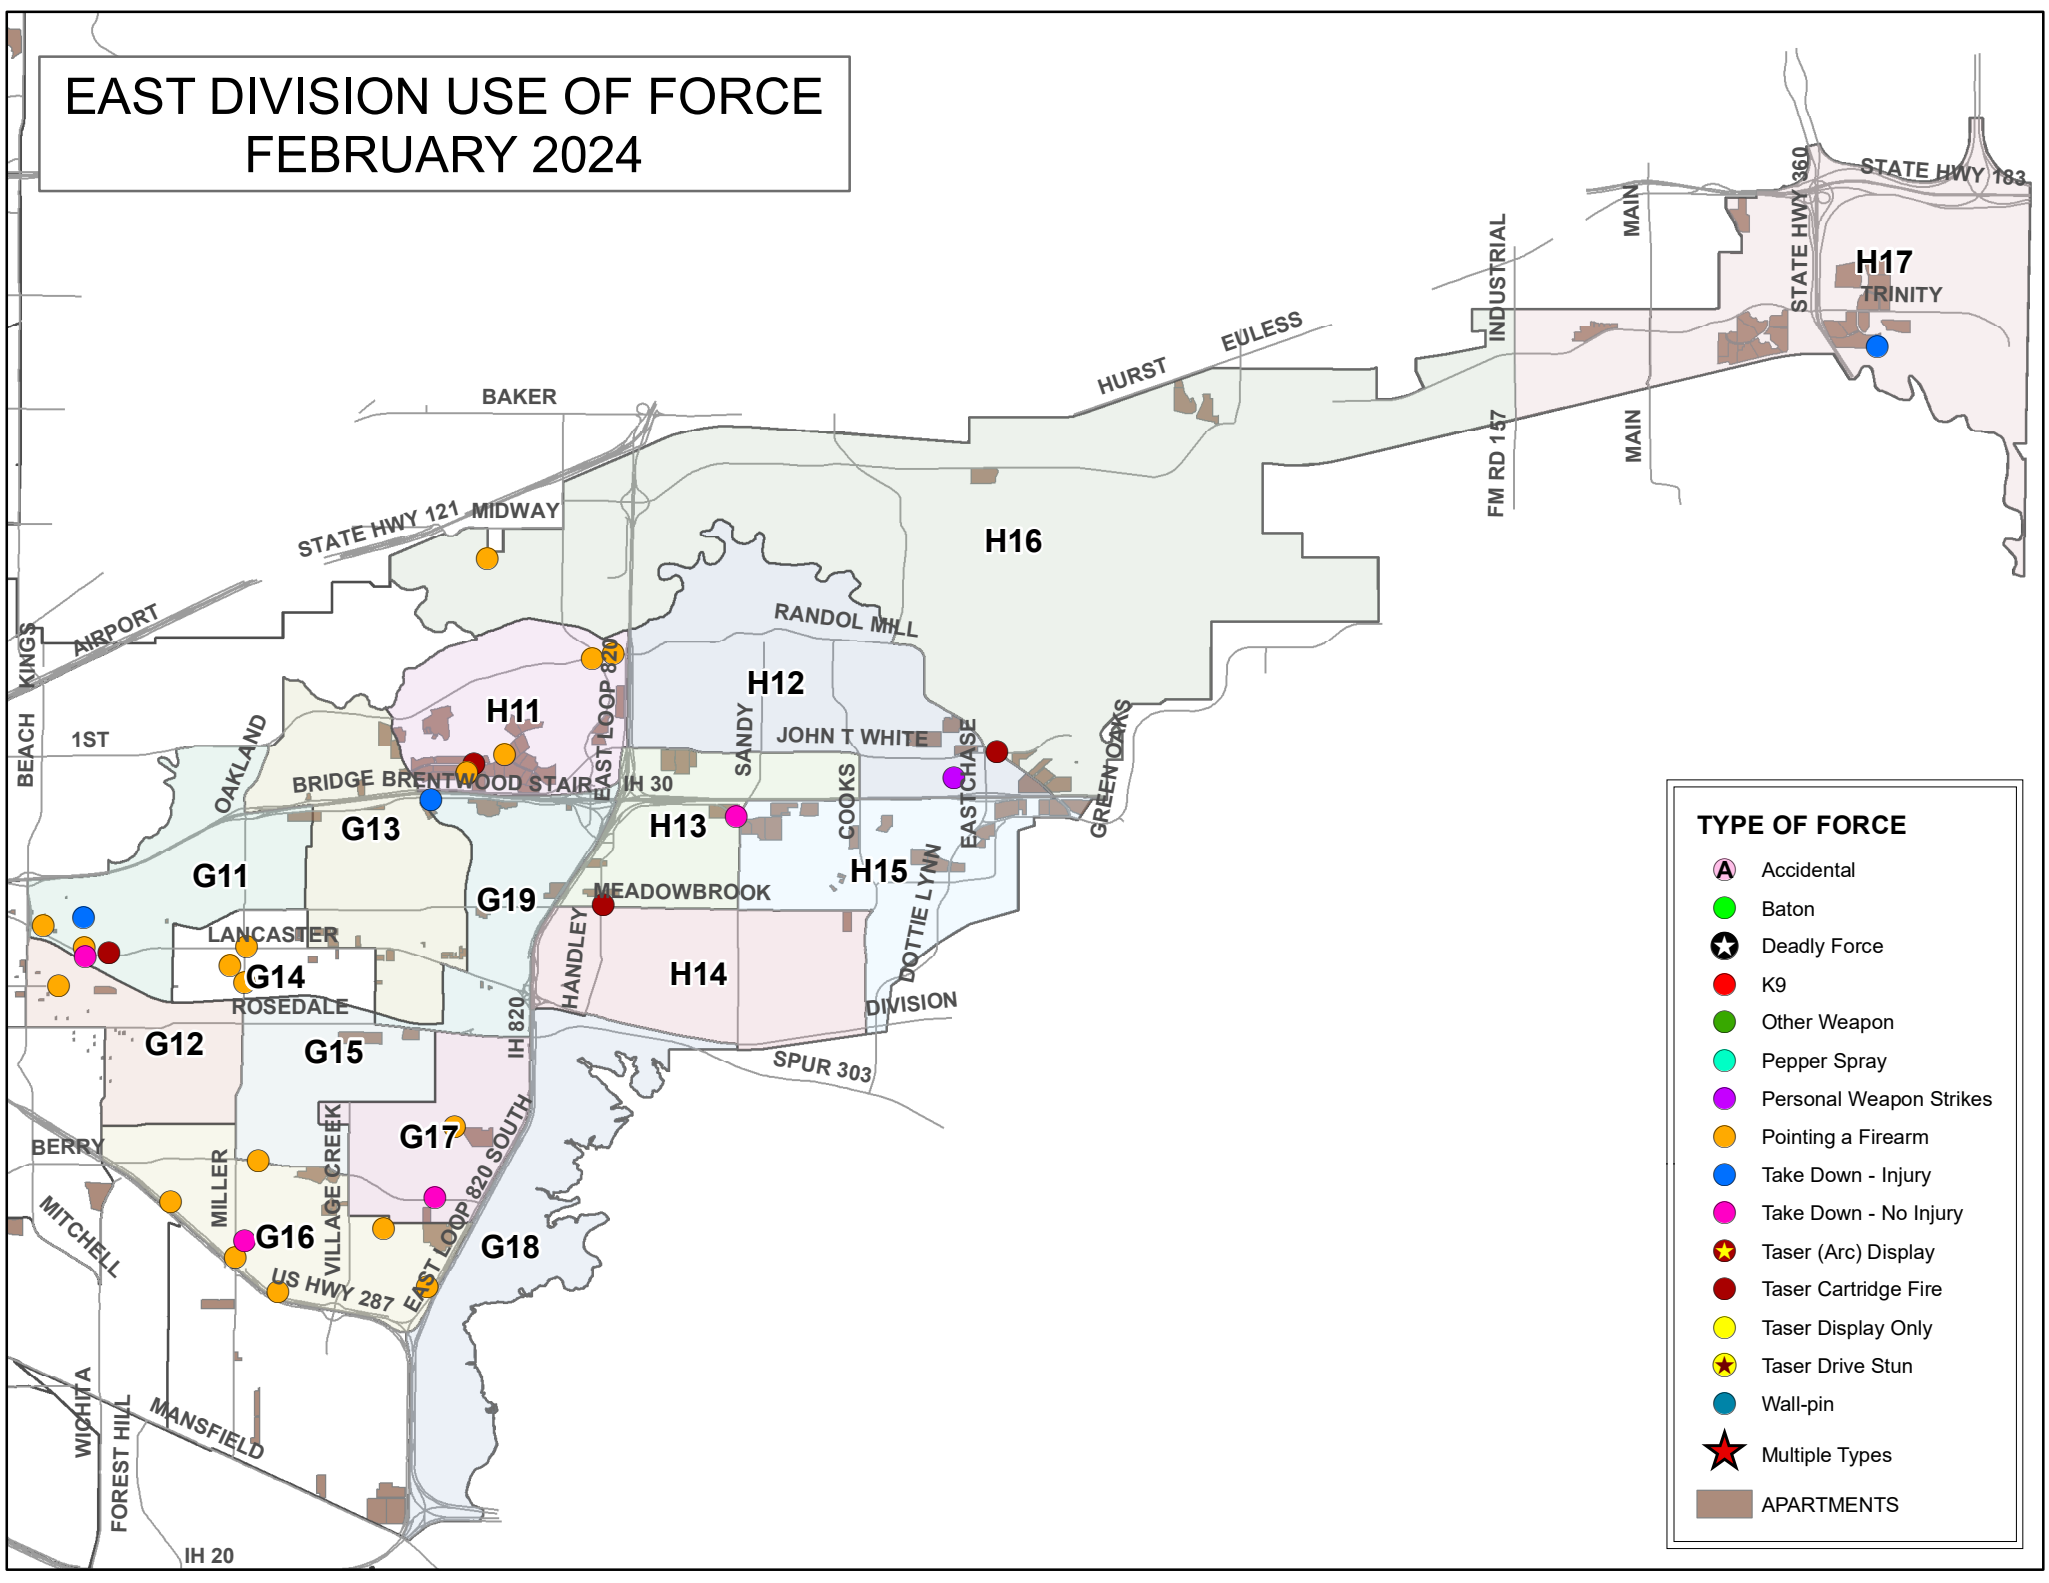 EAST DIVISION USE OF FORCE
FEBRUARY 2024
STATE HWY 183
STATE HWY 360
MAIN
H17
TRINITY
INDUSTRIAL
EULESS
HURST
BAKER
FM RD 157
MAIN
STATE HWY 121
MIDWAY
H16
AIRPORT
RANDOL MILL
KINGS
BEACH
EAST LOOP 820
H12
H11
OAKLAND
1ST
SANDY
JOHN T WHITE
EASTCHASE
GREEN OAKS
BRIDGE
BRENTWOOD STAIR
IH 30
COOKS
G13
H13
H15
G11
MEADOWBROOK
G19
DOTTIE LYNN
LANCASTER
HANDLEY
G14
H14
ROSEDALE
DIVISION
IH 820
G12
G15
SPUR 303
BERRY
G17
VILLAGE CREEK
MILLER
EAST LOOP 820 SOUTH
MITCHELL
G16
G18
US HWY 287
WICHITA
FOREST HILL
MANSFIELD
IH 20
TYPE OF FORCE
A Accidental
Baton
Deadly Force
K9
Other Weapon
Pepper Spray
Personal Weapon Strikes
Pointing a Firearm
Take Down - Injury
Take Down - No Injury
Taser (Arc) Display
Taser Cartridge Fire
Taser Display Only
Taser Drive Stun
Wall-pin
Multiple Types
APARTMENTS